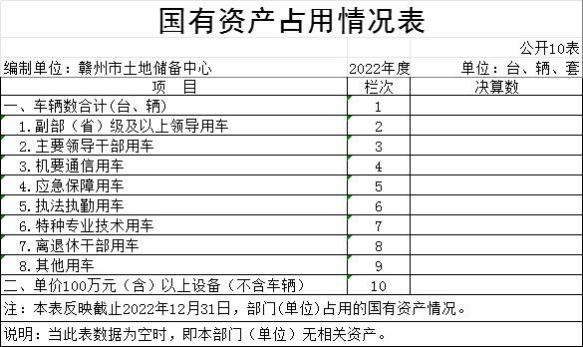 国有资产占用情况表
公开10表
编制单位：赣州市土地储备中心 2022年度 单位：台、辆、套
项 目 栏次 决算数
一、车辆数合计(台、辆) 1
1.副部（省）级及以上领导用车 2
2.主要领导干部用车 3
3.机要通信用车 4
4.应急保障用车 5
5.执法执勤用车 6
6.特种专业技术用车 7
7.离退休干部用车 8
8.其他用车 9
二、单价100万元（含）以上设备（不含车辆） 10
注：本表反映截止2022年12月31日，部门(单位)占用的国有资产情况。
说明：当此表数据为空时，即本部门（单位）无相关资产。